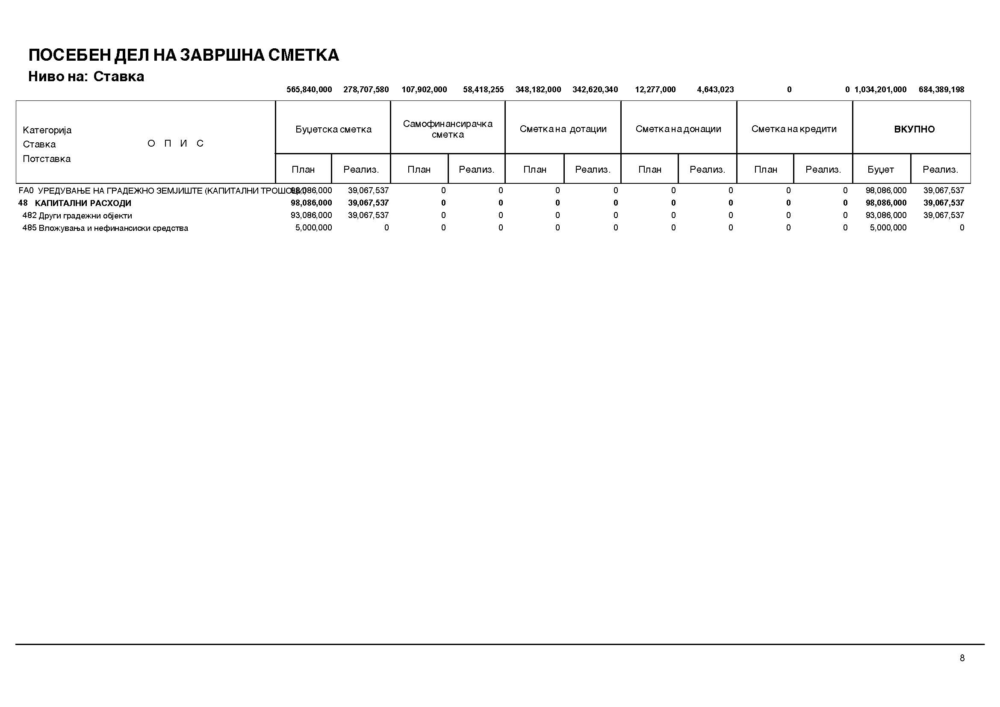 ПОСЕБЕН ДЕЛ НА ЗАВРШНА СМЕТКА
Ниво на: Ставка
565,840,000 278,707,580 107,902,000 58,418,255 348,182,000 342,620,340 12,277,000 4,643,023 0 0 1,034,201,000 684,389,198
Категорија
Ставка О П И С
Потставка
Буџетска сметка Самофинансирачка сметка Сметка на дотации Сметка на донации Сметка на кредити ВКУПНО
План Реализ. План Реализ. План Реализ. План Реализ. План Реализ. Буџет Реализ.
FA0 УРЕДУВАЊЕ НА ГРАДЕЖНО ЗЕМЈИШТЕ (КАПИТАЛНИ ТРОШОЦИ) 98,086,000 39,067,537 0 0 0 0 0 0 0 0 98,086,000 39,067,537
48 КАПИТАЛНИ РАСХОДИ 98,086,000 39,067,537 0 0 0 0 0 0 0 0 98,086,000 39,067,537
482 Други градежни објекти 93,086,000 39,067,537 0 0 0 0 0 0 0 0 93,086,000 39,067,537
485 Вложувања и нефинансиски средства 5,000,000 0 0 0 0 0 0 0 0 0 5,000,000 0
8